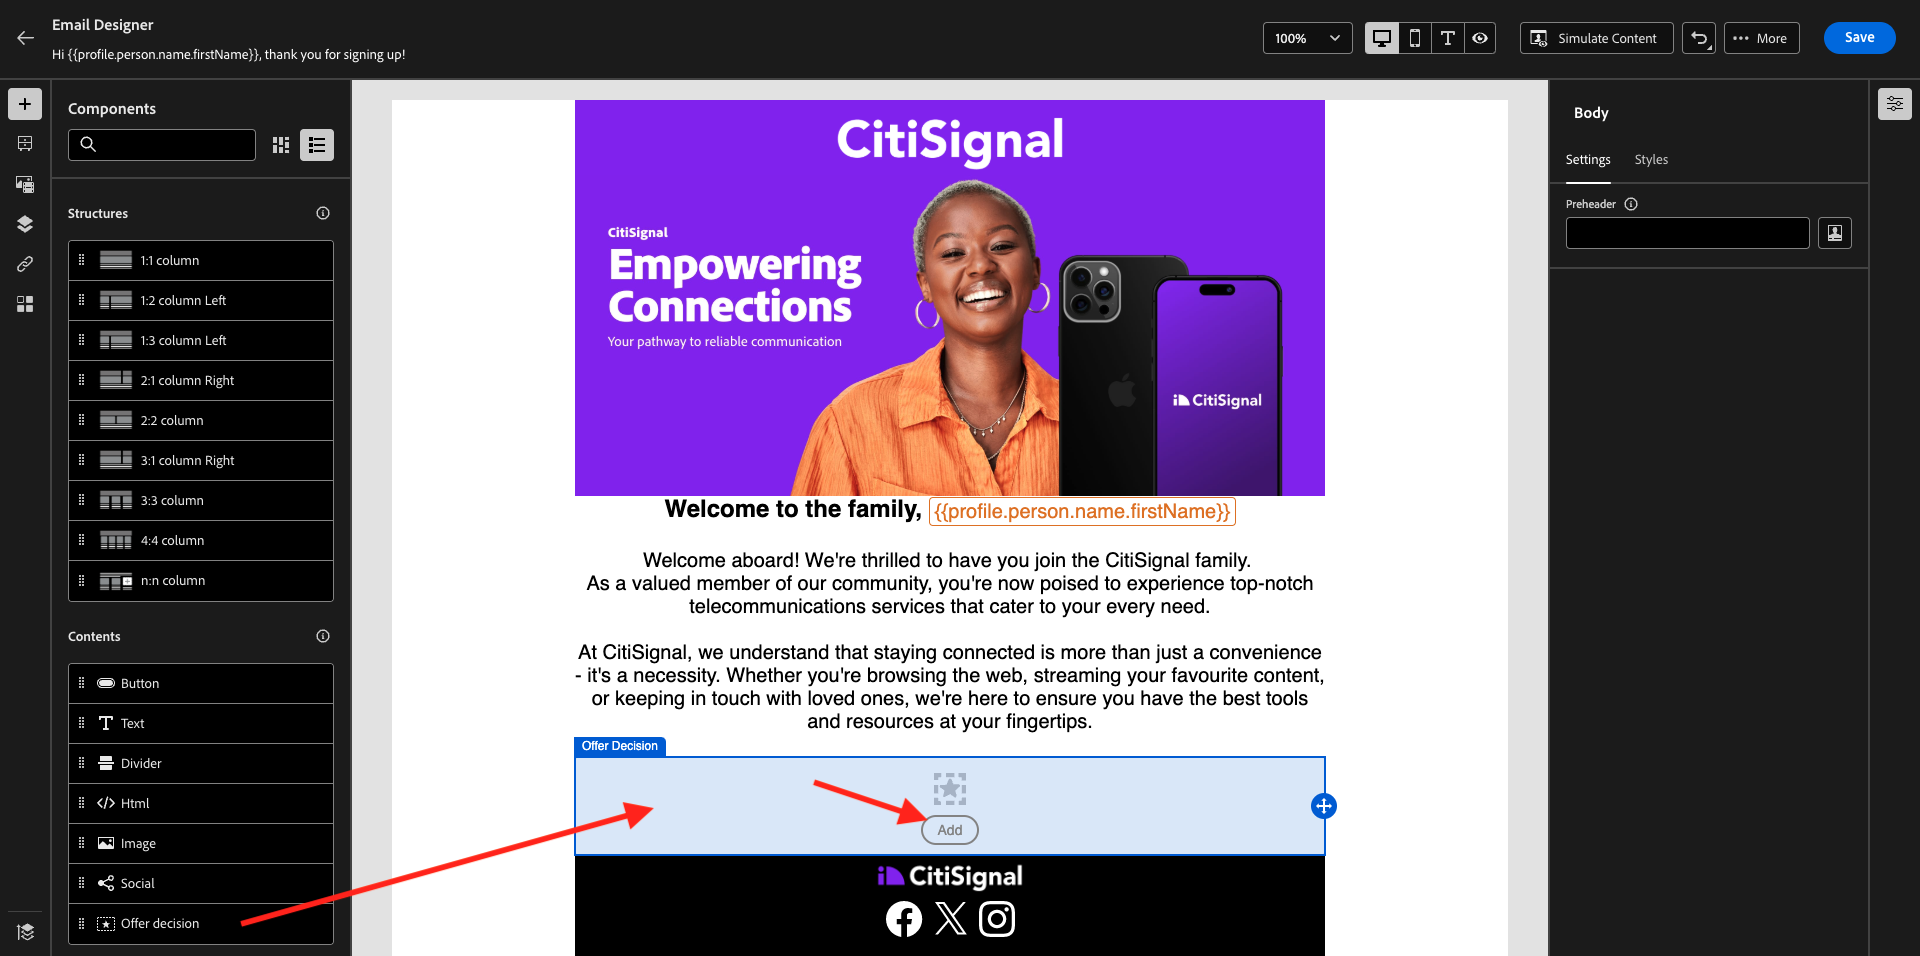 Email Designer
Hi {{profile.person.name.firstName}}, thank you for signing up!
100%
Simulate Content
More
Save
Components
Structures
1:1 column
1:2 column Left
1:3 column Left
2:1 column Right
2:2 column
3:1 column Right
3:3 column
4:4 column
n:n column
Contents
Button
Text
Divider
Html
Image
Social
Offer decision
CitiSignal
CitiSignal
Empowering
Connections
Your pathway to reliable communication
CitiSignal
Welcome to the family, {{profile.person.name.firstName}}
Welcome aboard! We're thrilled to have you join the CitiSignal family.
As a valued member of our community, you're now poised to experience top-notch
telecommunications services that cater to your every need.
At CitiSignal, we understand that staying connected is more than just a convenience
- it's a necessity. Whether you're browsing the web, streaming your favourite content,
or keeping in touch with loved ones, we're here to ensure you have the best tools
and resources at your fingertips.
Offer Decision
Add
CitiSignal
Body
Settings
Styles
Preheader